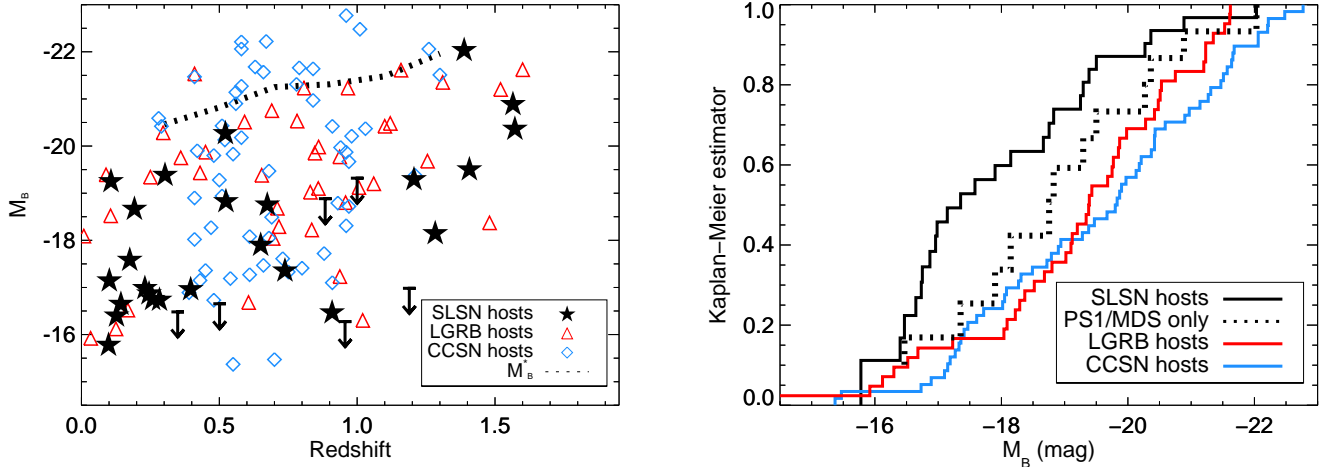 -22
-20
-18
-16
M_B
0.0
0.5
1.0
1.5
Redshift
SLSN hosts
LGRB hosts
CCSN hosts
M*_B
1.0
0.8
0.6
0.4
0.2
0.0
Kaplan-Meier estimator
SLSN hosts
PS1/MDS only
LGRB hosts
CCSN hosts
-16
-18
-20
-22
M_B (mag)